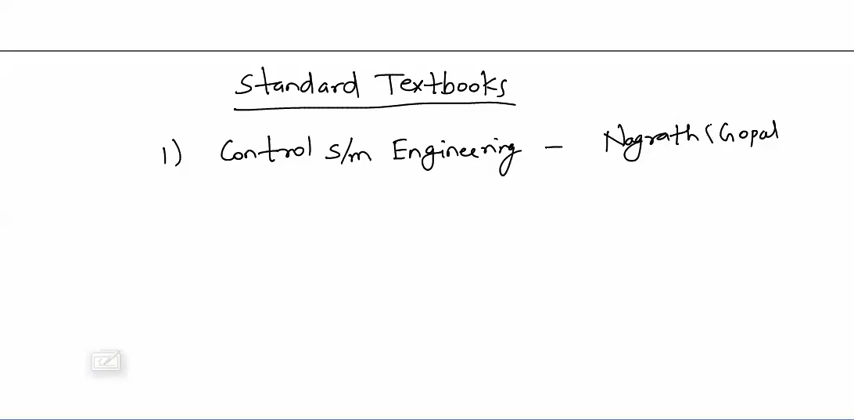 Standard Textbooks
1) Control s/m Engineering - Nagrath & Gopal